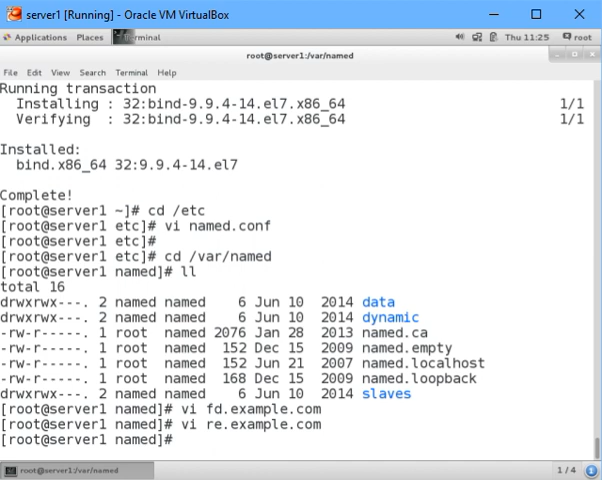 server1 [Running] - Oracle VM VirtualBox
Applications Places Terminal Thu 11:25 root
root@server1:/var/named
File Edit View Search Terminal Help
Running transaction
Installing : 32:bind-9.9.4-14.el7.x86_64 1/1
Verifying : 32:bind-9.9.4-14.el7.x86_64 1/1
Installed:
bind.x86_64 32:9.9.4-14.el7
Complete!
[root@server1 ~]# cd /etc
[root@server1 etc]# vi named.conf
[root@server1 etc]#
[root@server1 etc]# cd /var/named
[root@server1 named]# ll
total 16
drwxrwx---. 2 named named 6 Jun 10 2014 data
drwxrwx---. 2 named named 6 Jun 10 2014 dynamic
-rw-r-----. 1 root named 2076 Jan 28 2013 named.ca
-rw-r-----. 1 root named 152 Dec 15 2009 named.empty
-rw-r-----. 1 root named 152 Jun 21 2007 named.localhost
-rw-r-----. 1 root named 168 Dec 15 2009 named.loopback
drwxrwx---. 2 named named 6 Jun 10 2014 slaves
[root@server1 named]# vi fd.example.com
[root@server1 named]# vi re.example.com
[root@server1 named]#
root@server1:/var/named 1 / 4 1